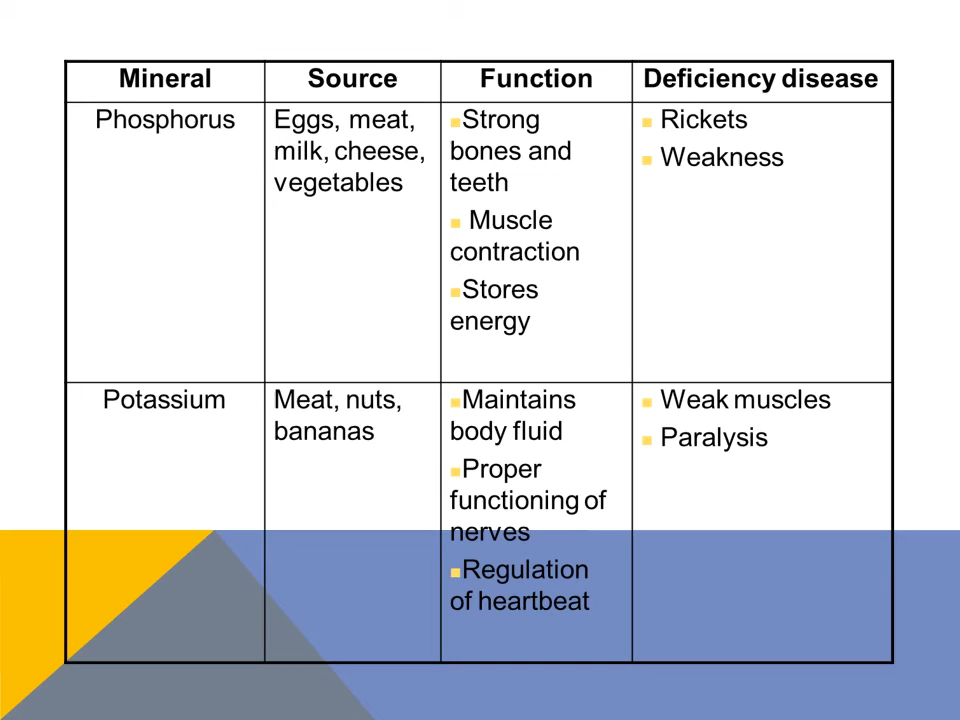 Mineral Source Function Deficiency disease
Phosphorus
Eggs, meat,
milk, cheese,
vegetables
Strong
bones and
teeth
Muscle
contraction
Stores
energy
Rickets
Weakness
Potassium
Meat, nuts,
bananas
Maintains
body fluid
Proper
functioning of
nerves
Regulation
of heartbeat
Weak muscles
Paralysis